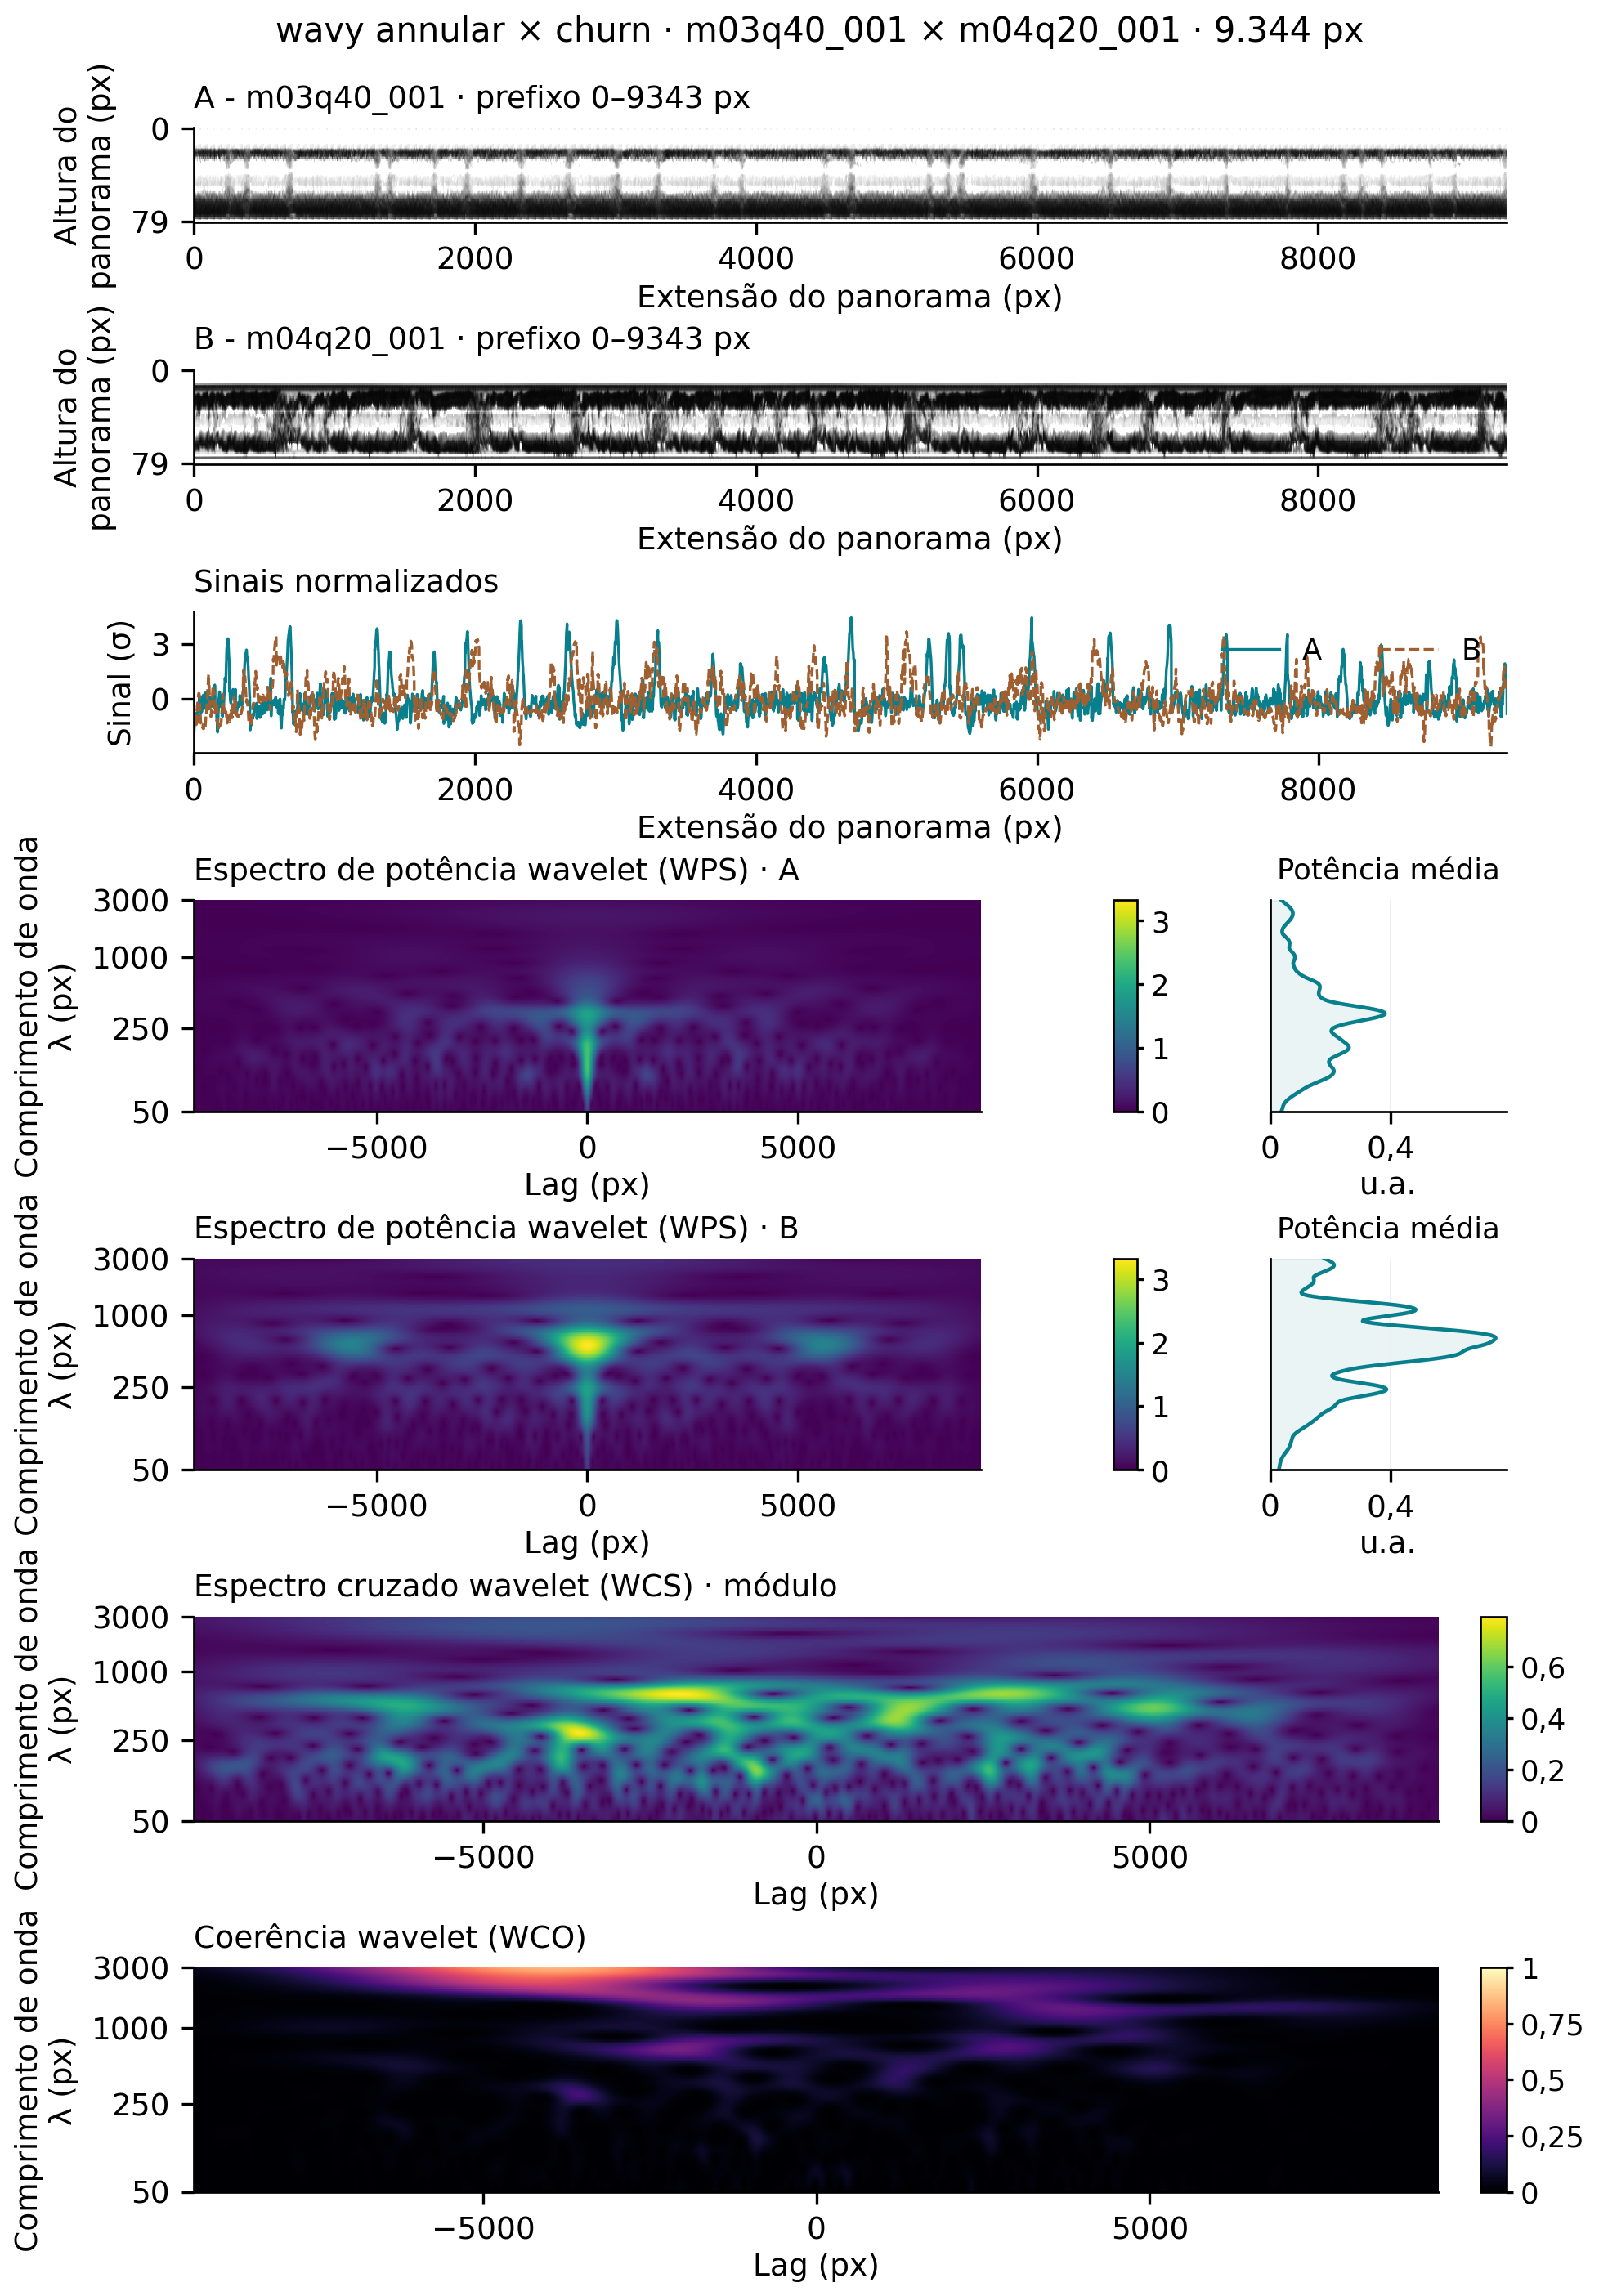 wavy annular × churn · m03q40_001 × m04q20_001 · 9.344 px
A - m03q40_001 · prefixo 0–9343 px
Altura do
panorama (px)
0
79
0 2000 4000 6000 8000
Extensão do panorama (px)
B - m04q20_001 · prefixo 0–9343 px
Altura do
panorama (px)
0
79
0 2000 4000 6000 8000
Extensão do panorama (px)
Sinais normalizados
Sinal (σ)
3
0
A B
0 2000 4000 6000 8000
Extensão do panorama (px)
Espectro de potência wavelet (WPS) · A
Comprimento de onda
λ (px)
3000
1000
250
50
−5000 0 5000
Lag (px)
3
2
1
0
Potência média
0 0,4
u.a.
Espectro de potência wavelet (WPS) · B
Comprimento de onda
λ (px)
3000
1000
250
50
−5000 0 5000
Lag (px)
3
2
1
0
Potência média
0 0,4
u.a.
Espectro cruzado wavelet (WCS) · módulo
Comprimento de onda
λ (px)
3000
1000
250
50
−5000 0 5000
Lag (px)
0,6
0,4
0,2
0
Coerência wavelet (WCO)
Comprimento de onda
λ (px)
3000
1000
250
50
−5000 0 5000
Lag (px)
1
0,75
0,5
0,25
0